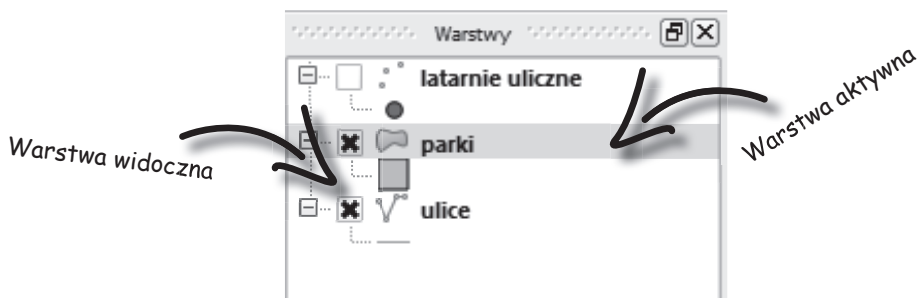 Warstwy
latarnie uliczne
Warstwa aktywna
parki
Warstwa widoczna
ulice